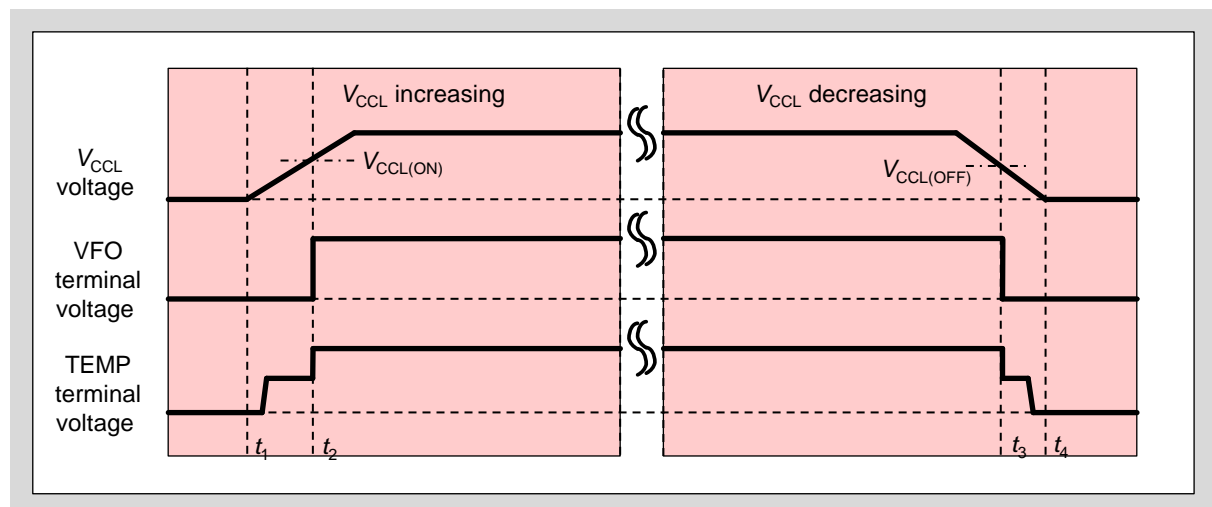 VCCL increasing
VCCL decreasing
VCCL
voltage
VCCL(ON)
VCCL(OFF)
VFO
terminal
voltage
TEMP
terminal
voltage
t1
t2
t3
t4